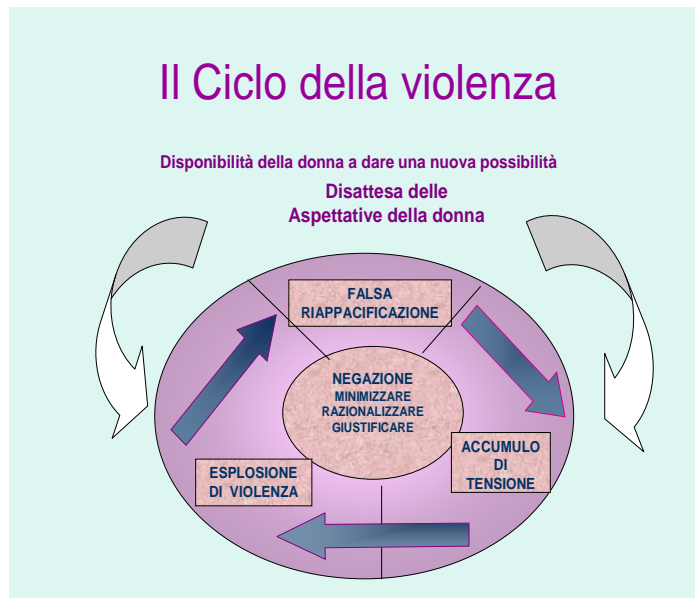 Il Ciclo della violenza
Disponibilità della donna a dare una nuova possibilità
Disattesa delle
Aspettative della donna
FALSA
RIAPPACIFICAZIONE
NEGAZIONE
MINIMIZZARE
RAZIONALIZZARE
GIUSTIFICARE
ACCUMULO
DI
TENSIONE
ESPLOSIONE
DI VIOLENZA